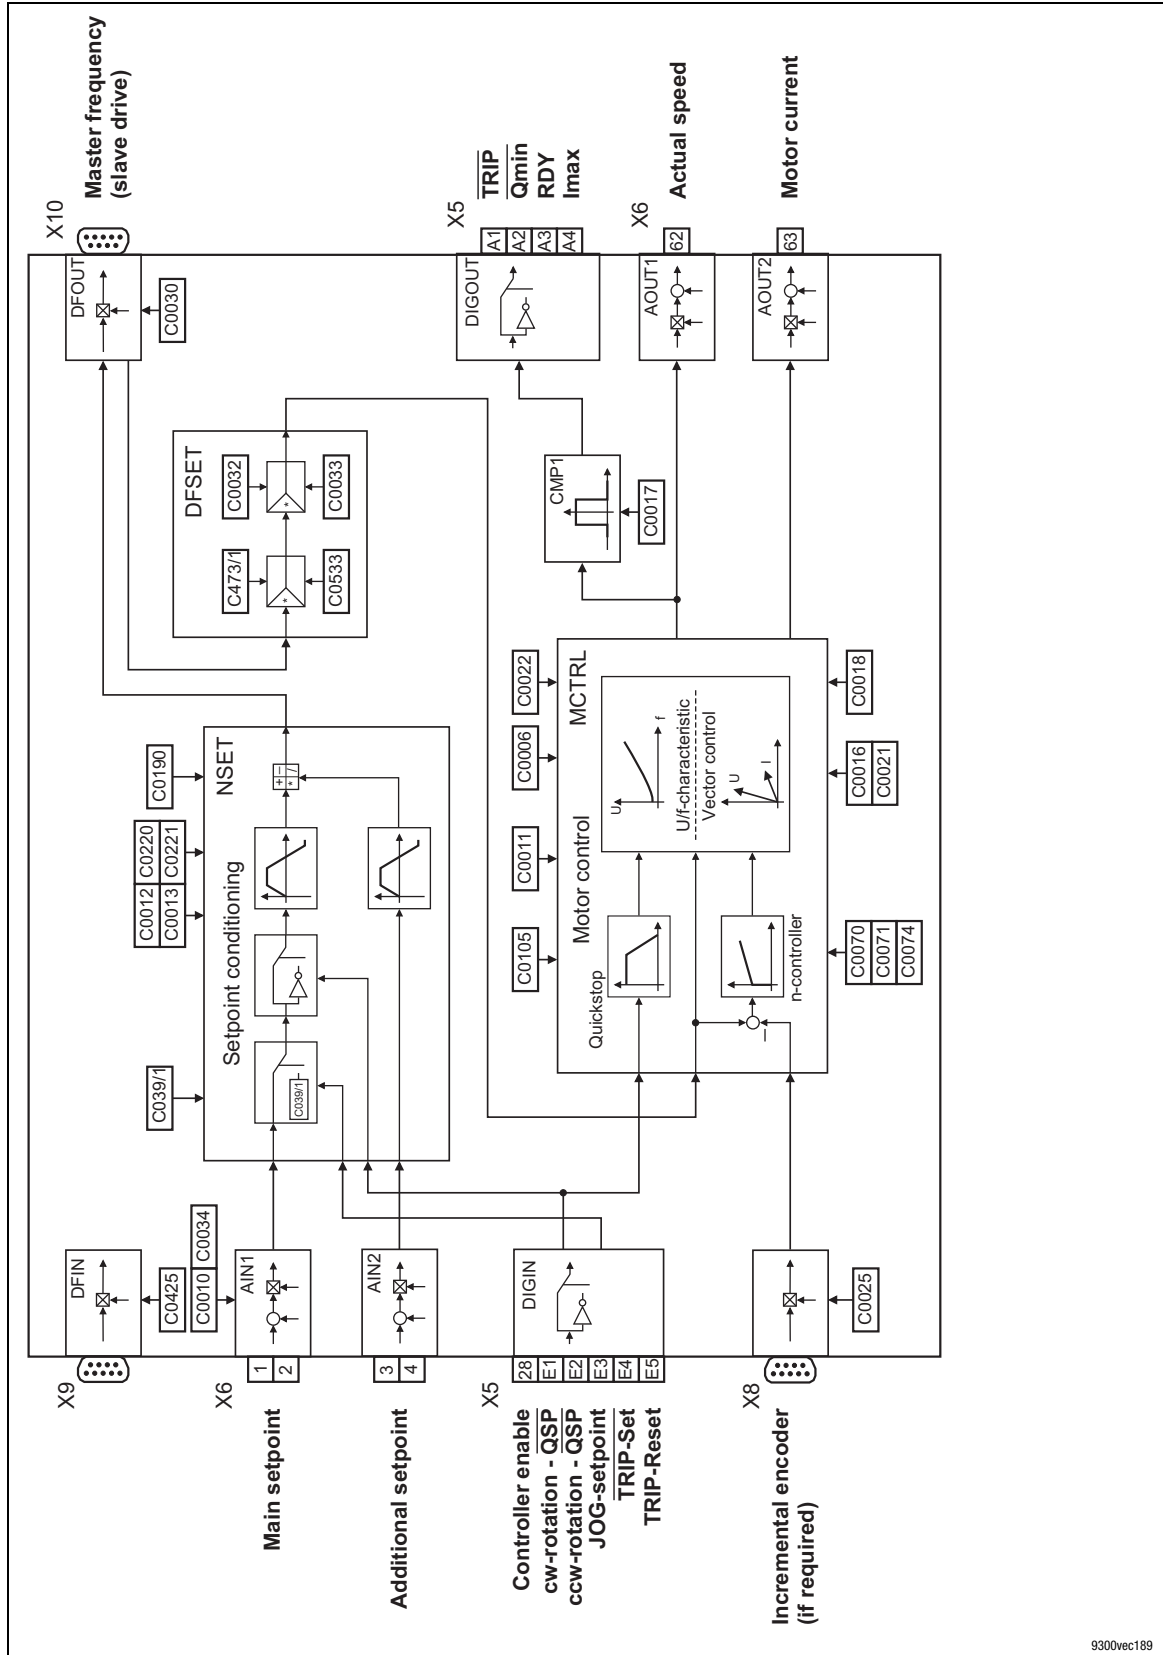 X9
DFIN
C0425
X6
C0010
C0034
AIN1
1
2
Main setpoint
AIN2
3
4
Additional setpoint
X5
DIGIN
28
E1
E2
E3
E4
E5
Controller enable
cw-rotation - QSP
ccw-rotation - QSP
JOG-setpoint
TRIP-Set
TRIP-Reset
X8
C0025
Incremental encoder
(if required)
C039/1
C0012
C0220
C0013
C0221
C0190
Setpoint conditioning
NSET
C039/1
+ −
* /
C0105
C0011
C0006
C0022
Motor control
MCTRL
Quickstop
U
f
U/f-characteristic
Vector control
U
I
n-controller
C0070
C0071
C0074
C0016
C0021
C0018
DFSET
C473/1
C0032
*
*
C0533
C0033
CMP1
C0017
DFOUT
C0030
X10
Master frequency
(slave drive)
DIGOUT
X5
A1
A2
A3
A4
TRIP
Qmin
RDY
Imax
X6
AOUT1
62
Actual speed
AOUT2
63
Motor current
9300vec189